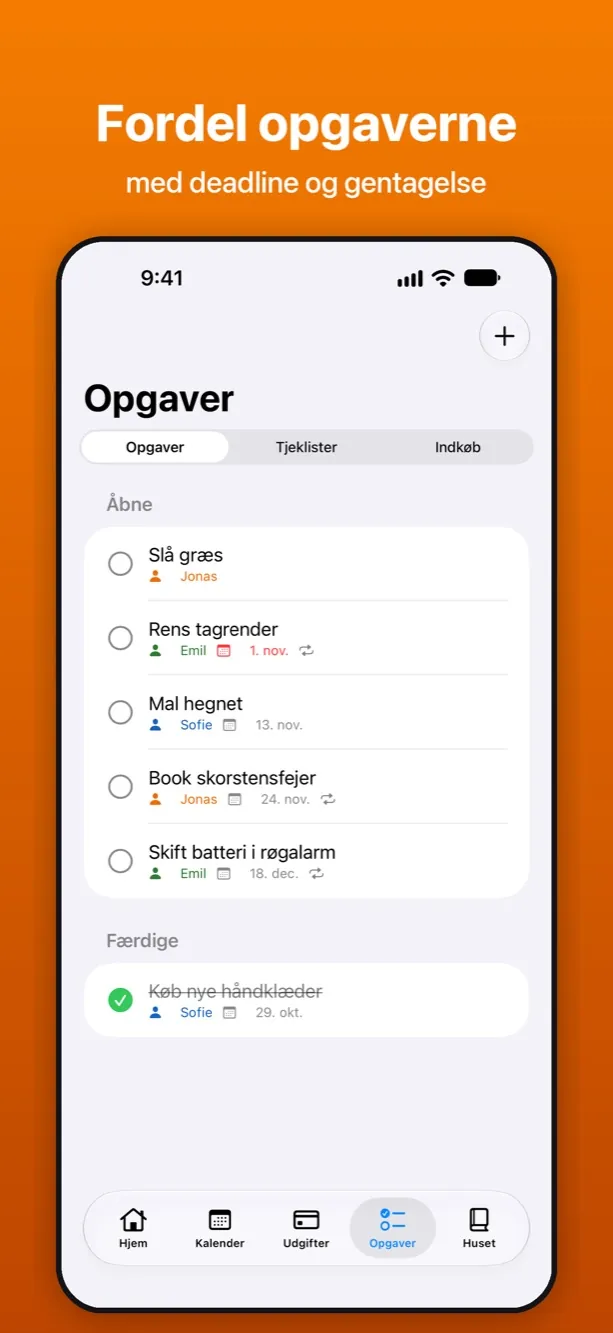 Fordel opgaverne
med deadline og gentagelse
9:41
Opgaver
Opgaver Tjeklister Indkøb
Åbne
Slå græs
Jonas
Rens tagrender
Emil 1. nov.
Mal hegnet
Sofie 13. nov.
Book skorstensfejer
Jonas 24. nov.
Skift batteri i røgalarm
Emil 18. dec.
Færdige
Køb nye håndklæder
Sofie 29. okt.
Hjem Kalender Udgifter Opgaver Huset